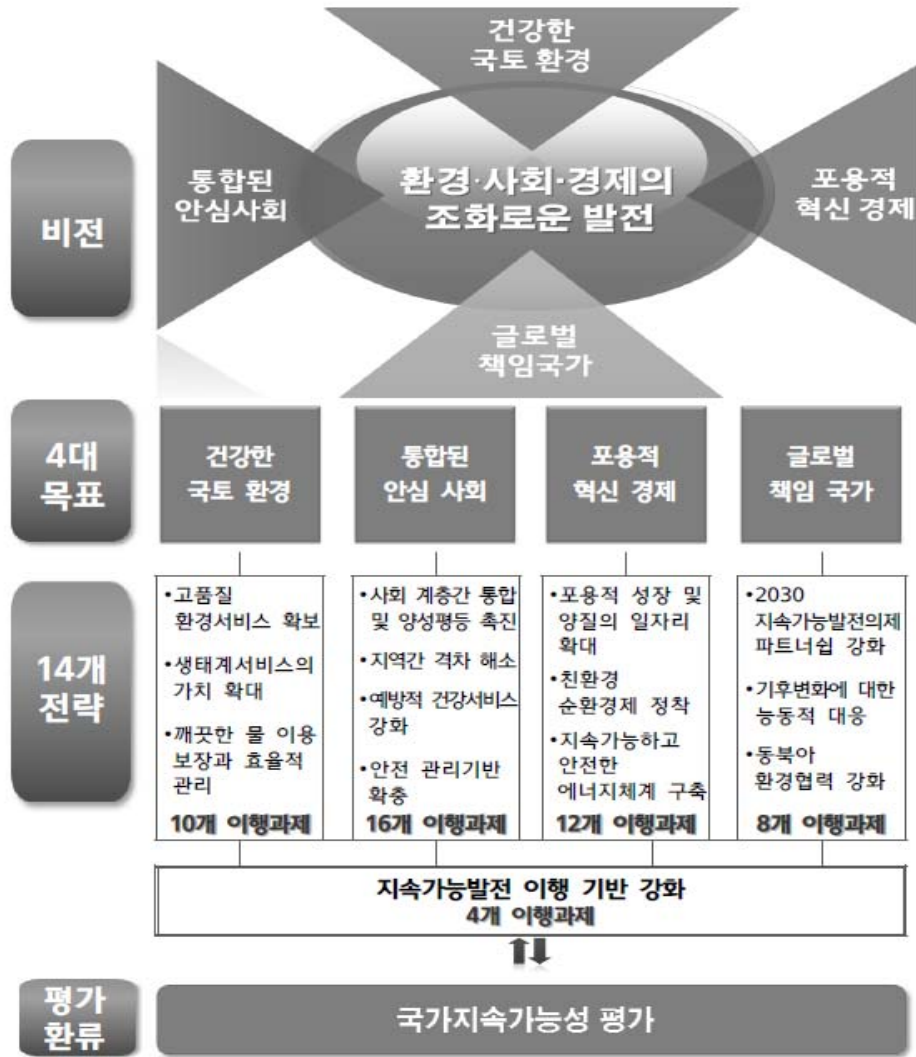 건강한
국토 환경
통합된
안심사회
환경·사회·경제의
조화로운 발전
포용적
혁신 경제
글로벌
책임국가
비전
4대
목표
건강한
국토 환경
통합된
안심 사회
포용적
혁신 경제
글로벌
책임 국가
14개
전략
•고품질
환경서비스 확보
•생태계서비스의
가치 확대
•깨끗한 물 이용
보장과 효율적
관리
10개 이행과제
•사회 계층간 통합
및 양성평등 촉진
•지역간 격차 해소
•예방적 건강서비스
강화
•안전 관리기반
확충
16개 이행과제
•포용적 성장 및
양질의 일자리
확대
•친환경
순환경제 정착
•지속가능하고
안전한
에너지체계 구축
12개 이행과제
•2030
지속가능발전의제
파트너쉽 강화
•기후변화에 대한
능동적 대응
•동북아
환경협력 강화
8개 이행과제
지속가능발전 이행 기반 강화
4개 이행과제
평가
환류
국가지속가능성 평가